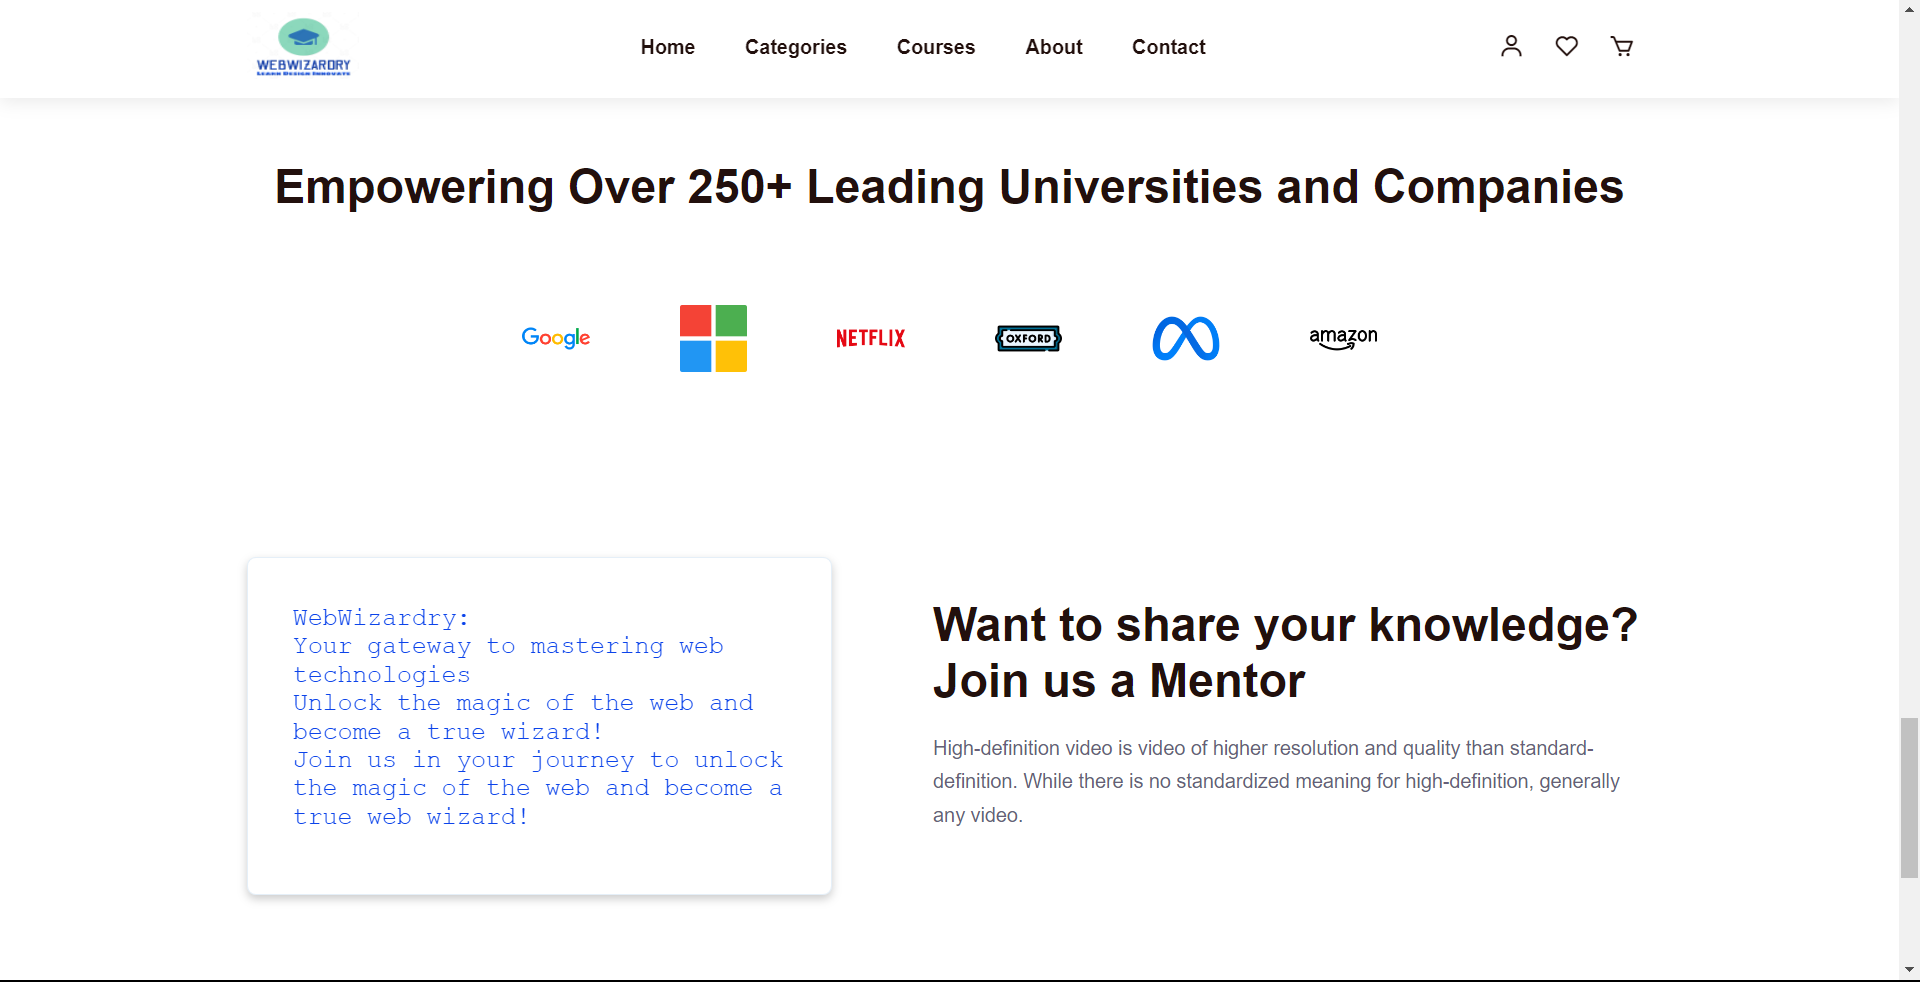 WEBWIZARDRY
LEARN DESIGN INNOVATE
Home Categories Courses About Contact
Empowering Over 250+ Leading Universities and Companies
Google NETFLIX OXFORD amazon
WebWizardry:
Your gateway to mastering web
technologies
Unlock the magic of the web and
become a true wizard!
Join us in your journey to unlock
the magic of the web and become a
true web wizard!
Want to share your knowledge?
Join us a Mentor
High-definition video is video of higher resolution and quality than standard-
definition. While there is no standardized meaning for high-definition, generally
any video.